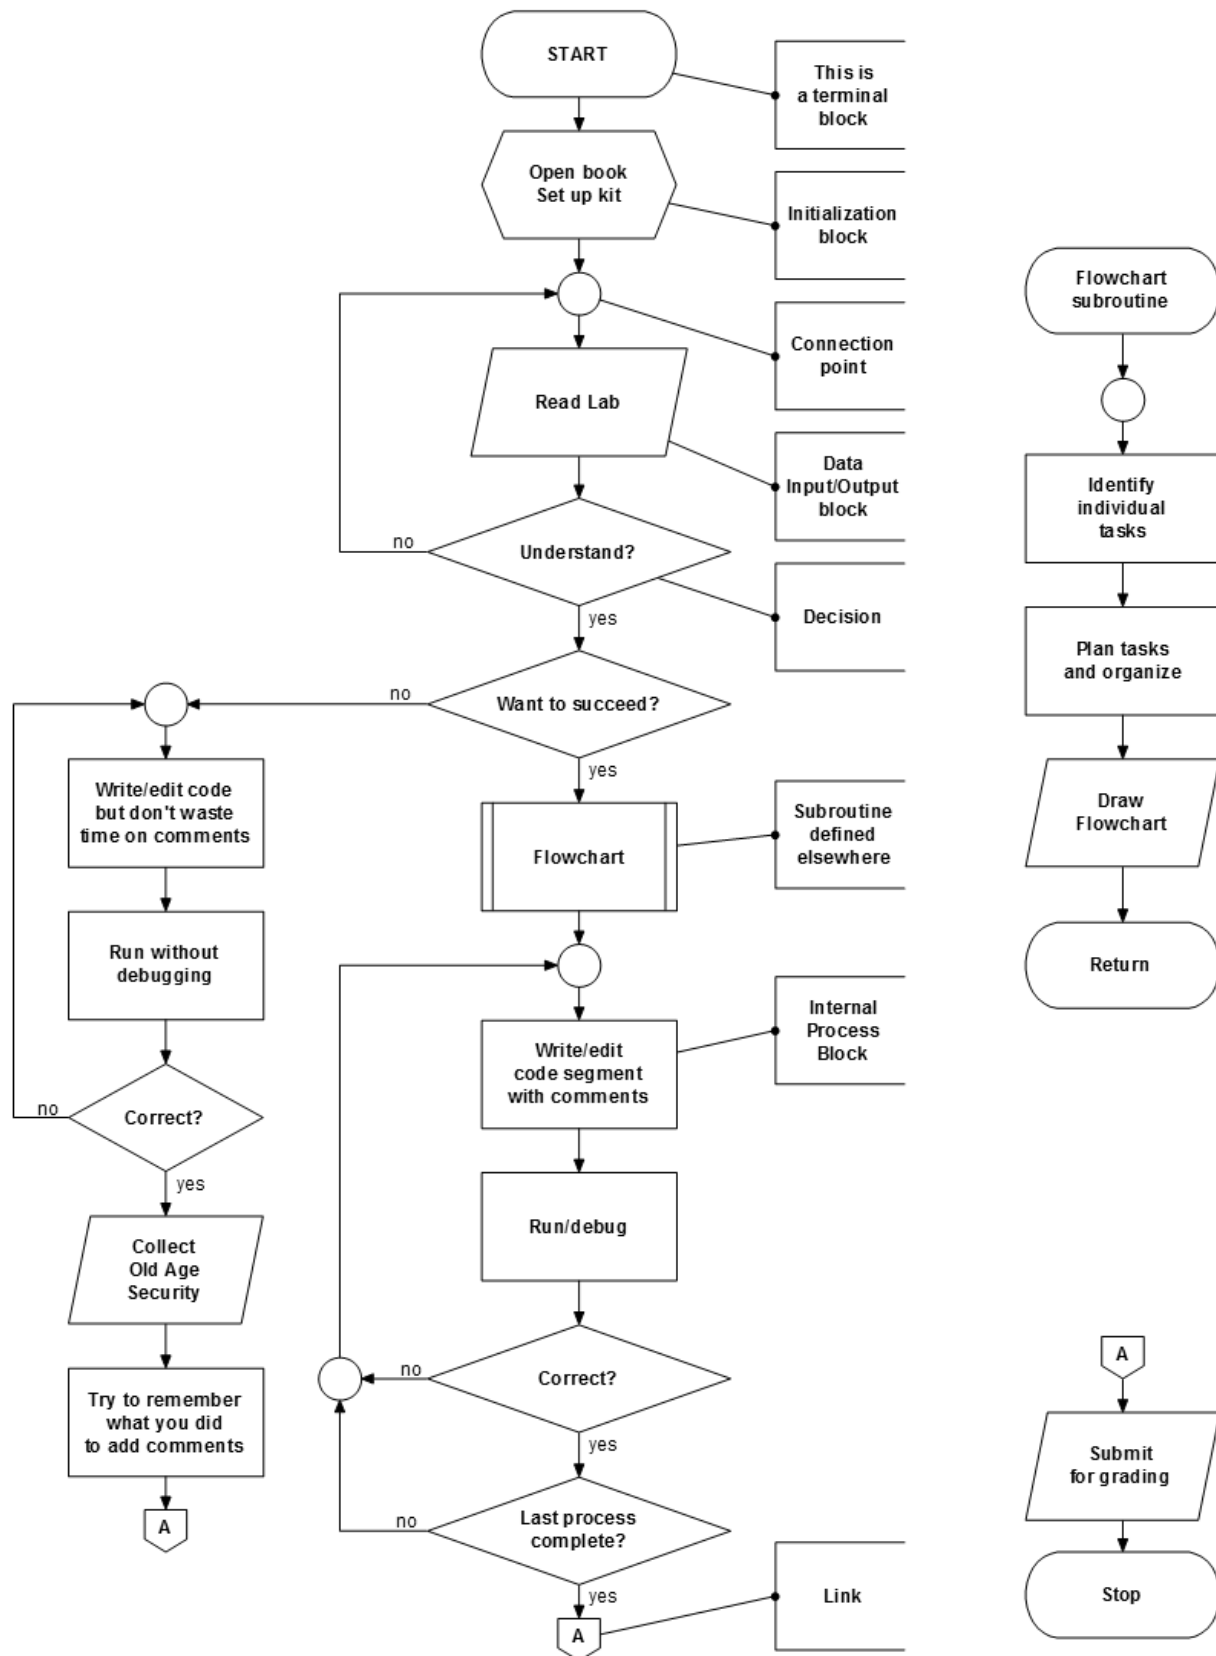 START
This is
a terminal
block
Open book
Set up kit
Initialization
block
Connection
point
Read Lab
Data
Input/Output
block
Understand?
no
yes
Decision
Want to succeed?
no
yes
Write/edit code
but don't waste
time on comments
Run without
debugging
Correct?
no
yes
Collect
Old Age
Security
Try to remember
what you did
to add comments
A
Flowchart
Subroutine
defined
elsewhere
Write/edit
code segment
with comments
Internal
Process
Block
Run/debug
Correct?
no
yes
Last process
complete?
no
yes
A
Link
Flowchart
subroutine
Identify
individual
tasks
Plan tasks
and organize
Draw
Flowchart
Return
A
Submit
for grading
Stop